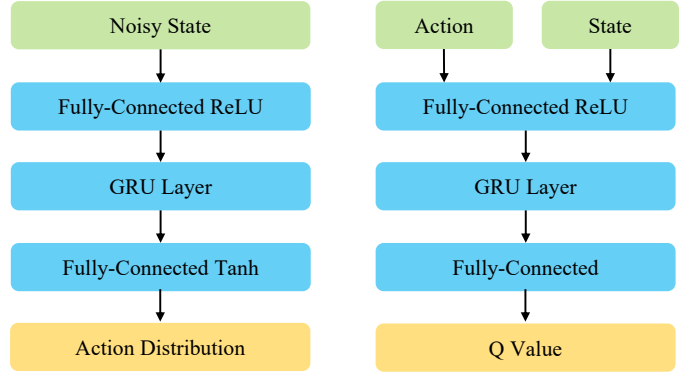 Noisy State
Fully-Connected ReLU
GRU Layer
Fully-Connected Tanh
Action Distribution
Action
State
Fully-Connected ReLU
GRU Layer
Fully-Connected
Q Value